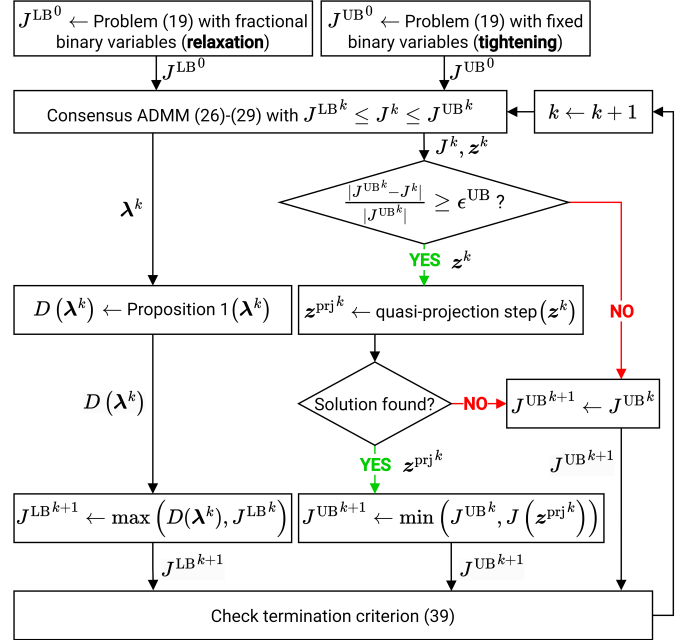 J^{LB^0} ← Problem (19) with fractional
binary variables (relaxation)
J^{UB^0} ← Problem (19) with fixed
binary variables (tightening)
J^{LB^0}
J^{UB^0}
Consensus ADMM (26)-(29) with J^{LB^k} ≤ J^k ≤ J^{UB^k}
k ← k + 1
J^k, z^k
|J^{UB^k} − J^k| / |J^{UB^k}| ≥ ϵ^{UB} ?
λ^k
YES z^k
D(λ^k) ← Proposition 1(λ^k)
z^{prj^k} ← quasi-projection step(z^k)
NO
Solution found?
NO
J^{UB^{k+1}} ← J^{UB^k}
D(λ^k)
YES z^{prj^k}
J^{UB^{k+1}}
J^{LB^{k+1}} ← max(D(λ^k), J^{LB^k})
J^{UB^{k+1}} ← min(J^{UB^k}, J(z^{prj^k}))
J^{LB^{k+1}}
J^{UB^{k+1}}
Check termination criterion (39)